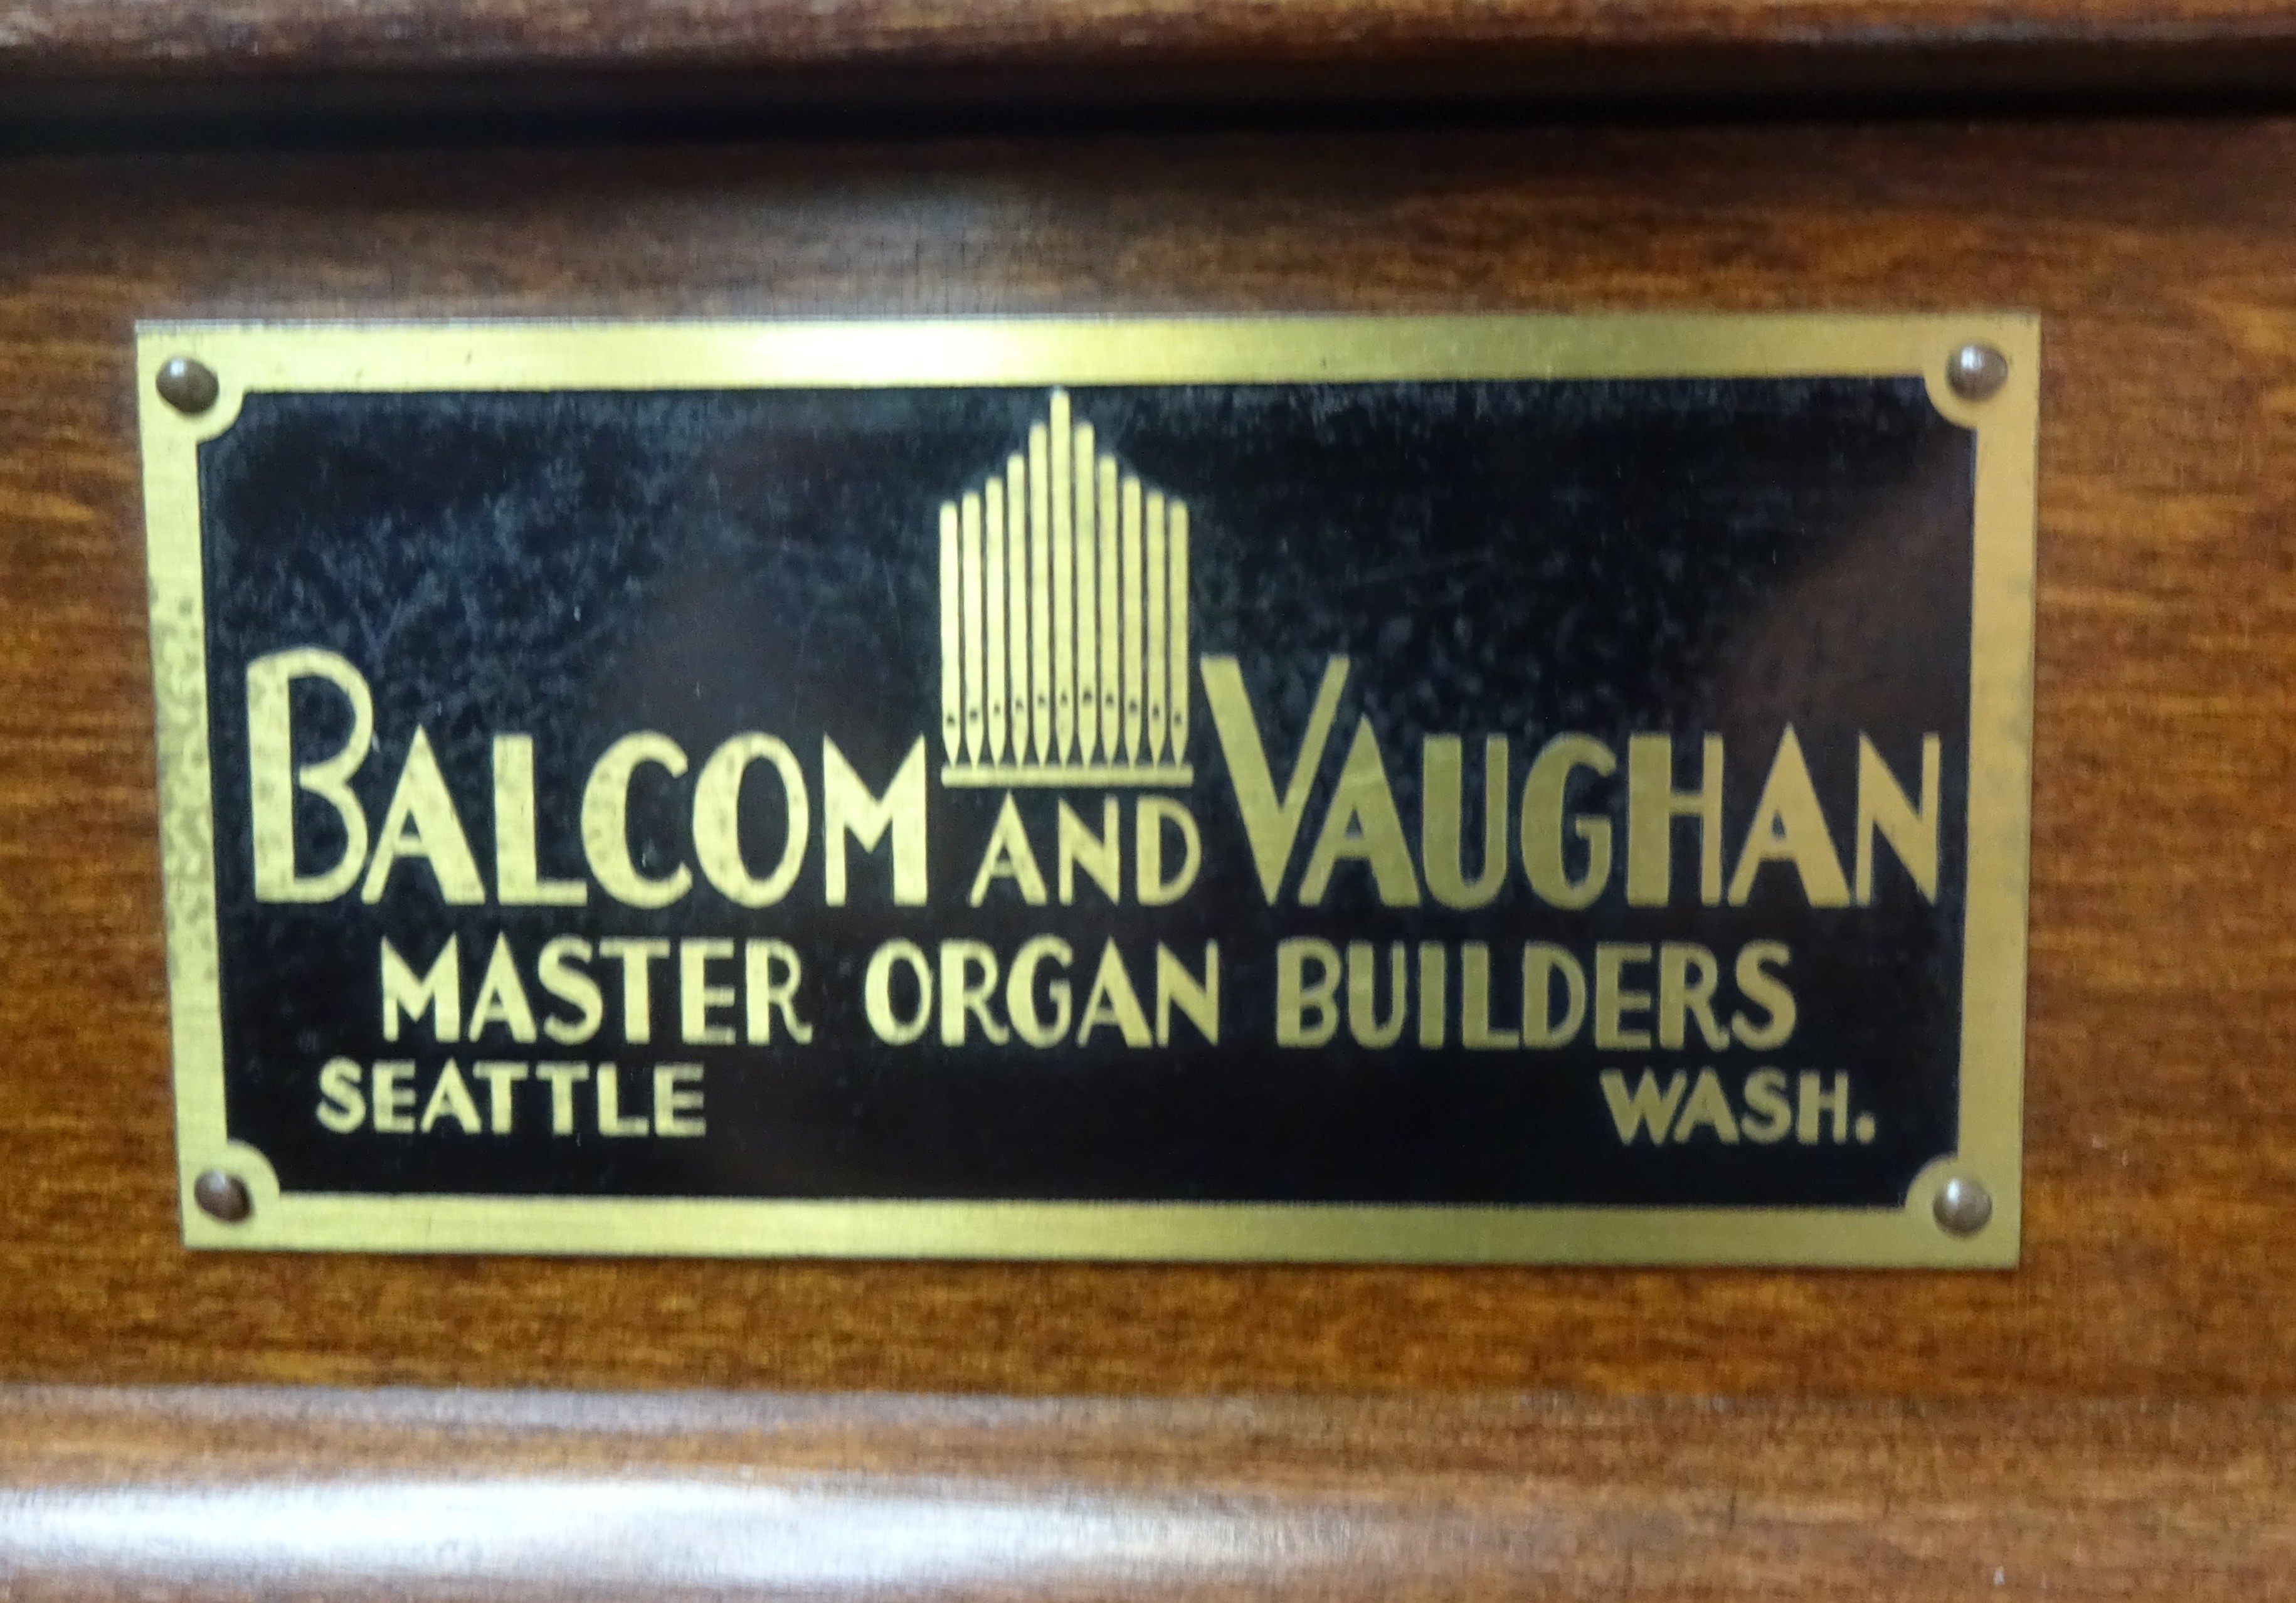 BALCOM AND VAUGHAN
MASTER ORGAN BUILDERS
SEATTLE WASH.